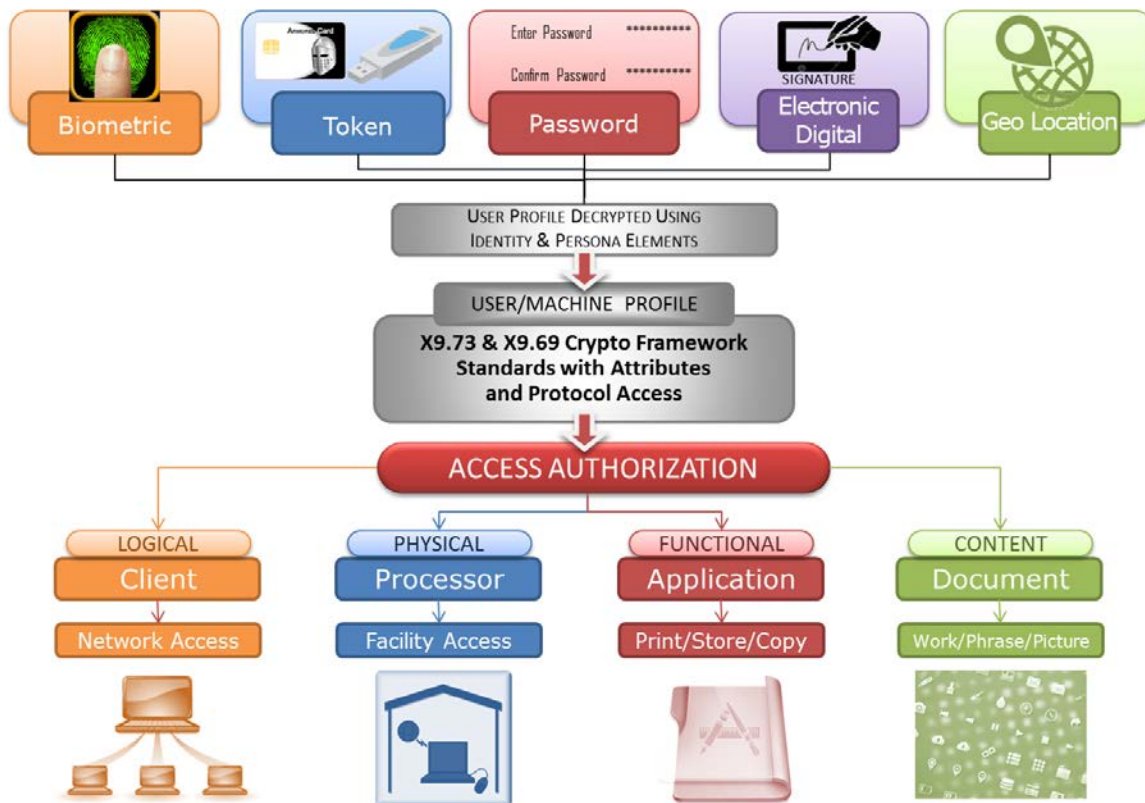 Enter Password **********
Confirm Password **********
SIGNATURE
Biometric
Token
Password
Electronic
Digital
Geo Location
USER PROFILE DECRYPTED USING
IDENTITY & PERSONA ELEMENTS
USER/MACHINE PROFILE
X9.73 & X9.69 Crypto Framework
Standards with Attributes
and Protocol Access
ACCESS AUTHORIZATION
LOGICAL
Client
Network Access
PHYSICAL
Processor
Facility Access
FUNCTIONAL
Application
Print/Store/Copy
CONTENT
Document
Work/Phrase/Picture